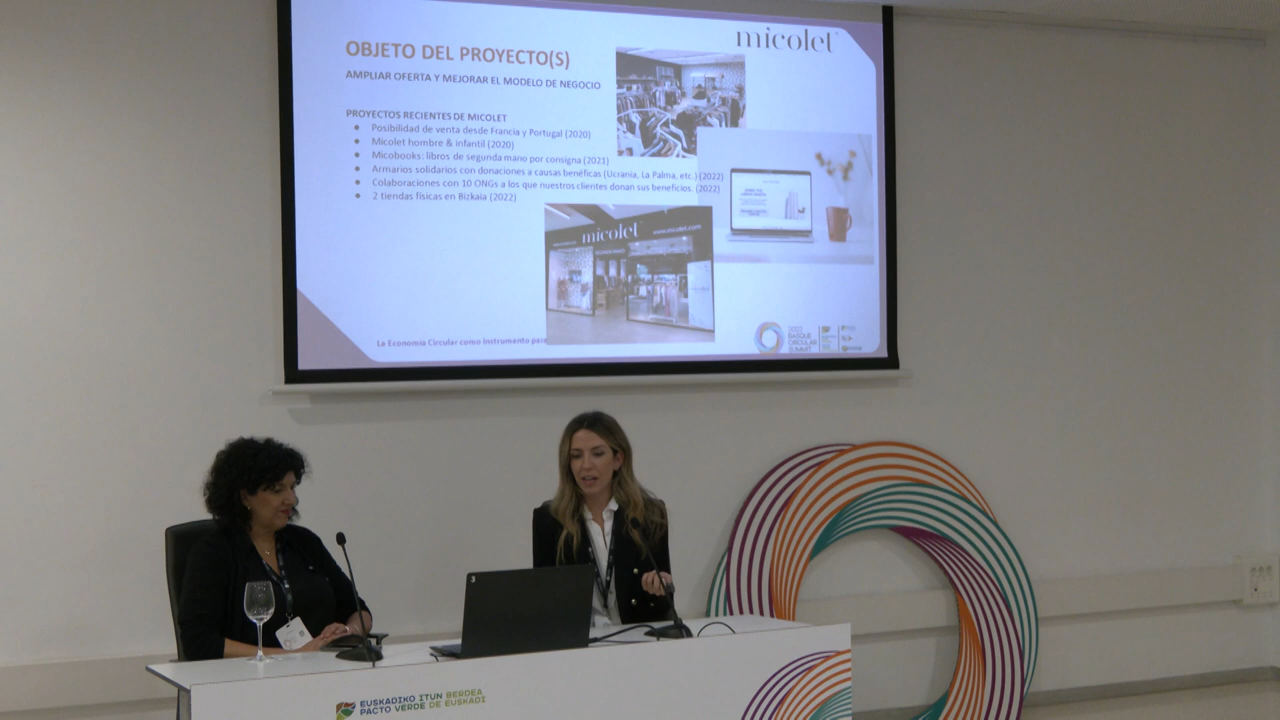 micolet
OBJETO DEL PROYECTO(S)
AMPLIAR OFERTA Y MEJORAR EL MODELO DE NEGOCIO
PROYECTOS RECIENTES DE MICOLET
● Posibilidad de venta desde Francia y Portugal (2020)
● Micolet hombre & infantil (2020)
● Micobooks: libros de segunda mano por consigna (2021)
● Armarios solidarios con donaciones a causas benéficas (Ucrania, La Palma, etc.) (2022)
● Colaboraciones con 10 ONGs a los que nuestros clientes donan sus beneficios. (2022)
● 2 tiendas físicas en Bizkaia (2022)
micolet
www.micolet.com
La Economía Circular como Instrumento para
2022
BASQUE
CIRCULAR
SUMMIT
3
EUSKADIKO ITUN BERDEA
PACTO VERDE DE EUSKADI